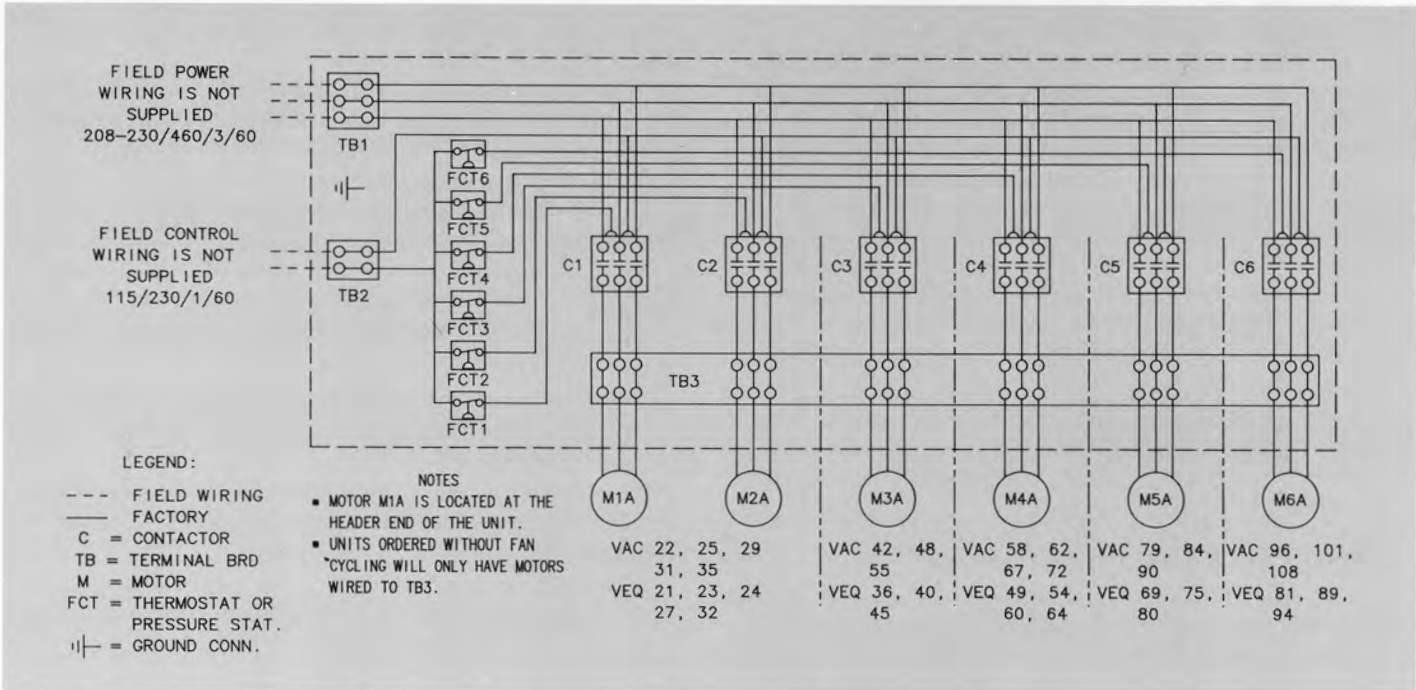 FIELD POWER
WIRING IS NOT
SUPPLIED
208-230/460/3/60
TB1
FCT6
FCT5
FIELD CONTROL
WIRING IS NOT
SUPPLIED
115/230/1/60
TB2
FCT4
FCT3
FCT2
FCT1
C1
C2
C3
C4
C5
C6
TB3
M1A
M2A
M3A
M4A
M5A
M6A
LEGEND:
--- FIELD WIRING
—— FACTORY
C = CONTACTOR
TB = TERMINAL BRD
M = MOTOR
FCT = THERMOSTAT OR
PRESSURE STAT.
= GROUND CONN.
NOTES
▪ MOTOR M1A IS LOCATED AT THE
HEADER END OF THE UNIT.
▪ UNITS ORDERED WITHOUT FAN
CYCLING WILL ONLY HAVE MOTORS
WIRED TO TB3.
VAC 22, 25, 29
31, 35
VEQ 21, 23, 24
27, 32
VAC 42, 48,
55
VEQ 36, 40,
45
VAC 58, 62,
67, 72
VEQ 49, 54,
60, 64
VAC 79, 84,
90
VEQ 69, 75,
80
VAC 96, 101,
108
VEQ 81, 89,
94